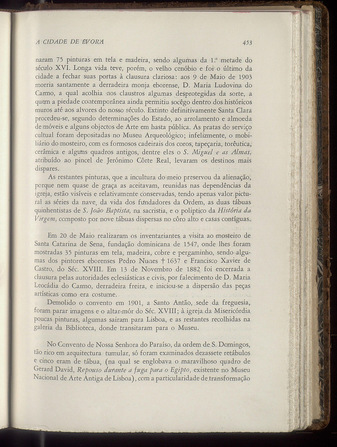 A CIDADE DE EVORA 453
tuaram 75 pinturas em tela e madeira, sendo algumas da 1.ª metade do
século XVI. Longa vida teve, porém, o velho cenóbio e foi o último da
cidade a fechar suas portas à clausura claziosa: aos 9 de Maio de 1903
morria santamente a derradeira monja eborense, D. Maria Ludovina do
Carmo, a qual acolhia nos claustros algumas desprotegidas da sorte, a
quem a piedade contemporânea ainda permitiu socêgo dentro dos históricos
muros até aos alvores do nosso século. Extinto definitivamente Santa Clara
procedeu-se, segundo determinações do Estado, ao arrolamento e almoeda
de móveis e alguns objectos de Arte em hasta pública. As pratas do serviço
cultual foram depositadas no Museu Arqueológico; infelizmente, o mobi-
liário do mosteiro, com os formosos cadeirais dos coros, tapeçaria, torêutica,
cerâmica e alguns quadros antigos, dentre eles o S. Miguel e as Almas,
atribuído ao pincel de Jerónimo Côrte Real, levaram os destinos mais
díspares.
As restantes pinturas, que a incultura do meio preservou da alienação,
porque nem quase de graça as aceitavam, reunidas nas dependências da
igreja, estão visíveis e relativamente conservadas, tendo apenas valor pictu-
ral as séries da nave, da vida dos fundadores da Ordem, as duas tábuas
quinhentistas de S. João Baptista, na sacristia, e o políptico da História da
Virgem, composto por nove tábuas dispersas no côro alto e casas contíguas.
Em 20 de Maio realizaram os inventariantes a visita ao mosteiro de
Santa Catarina de Sena, fundação dominicana de 1547, onde lhes foram
mostradas 35 pinturas em tela, madeira, cobre e pergaminho, sendo algu-
mas dos pintores eborenses Pedro Nunes † 1637 e Francisco Xavier de
Castro, do Séc. XVIII. Em 13 de Novembro de 1882 foi encerrada a
clausura pelas autoridades eclesiásticas e civis, por falecimento de D. Maria
Leocádia do Carmo, derradeira freira, e iniciou-se a dispersão das peças
artísticas como era costume.
Demolido o convento em 1901, a Santo Antão, sede da freguesia,
foram parar imagens e o altar-mór do Séc. XVIII; à igreja da Misericórdia
poucas pinturas, algumas saíram para Lisboa, e as restantes recolhidas na
galeria da Biblioteca, donde transitaram para o Museu.
No Convento de Nossa Senhora do Paraíso, da ordem de S. Domingos,
tão rico em arquitectura tumular, só foram examinados dezassete retábulos
e cinco eram de tábua, (na qual se englobava o maravilhoso quadro de
Gerard David, Repouso durante a fuga para o Egipto, existente no Museu
Nacional de Arte Antiga de Lisboa), com a particularidade de transformação